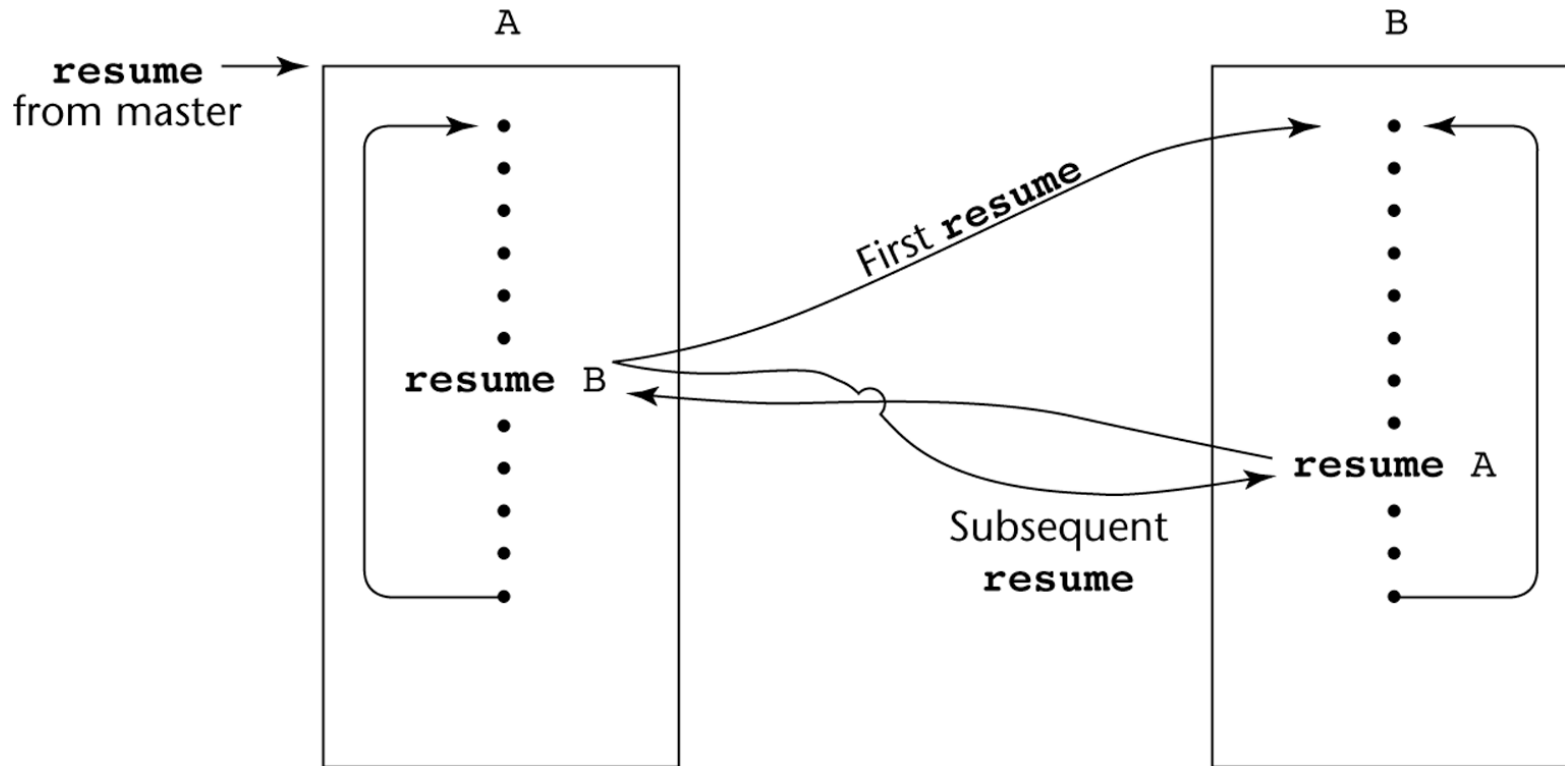 A
B
resume
from master
First resume
resume B
resume A
Subsequent
resume